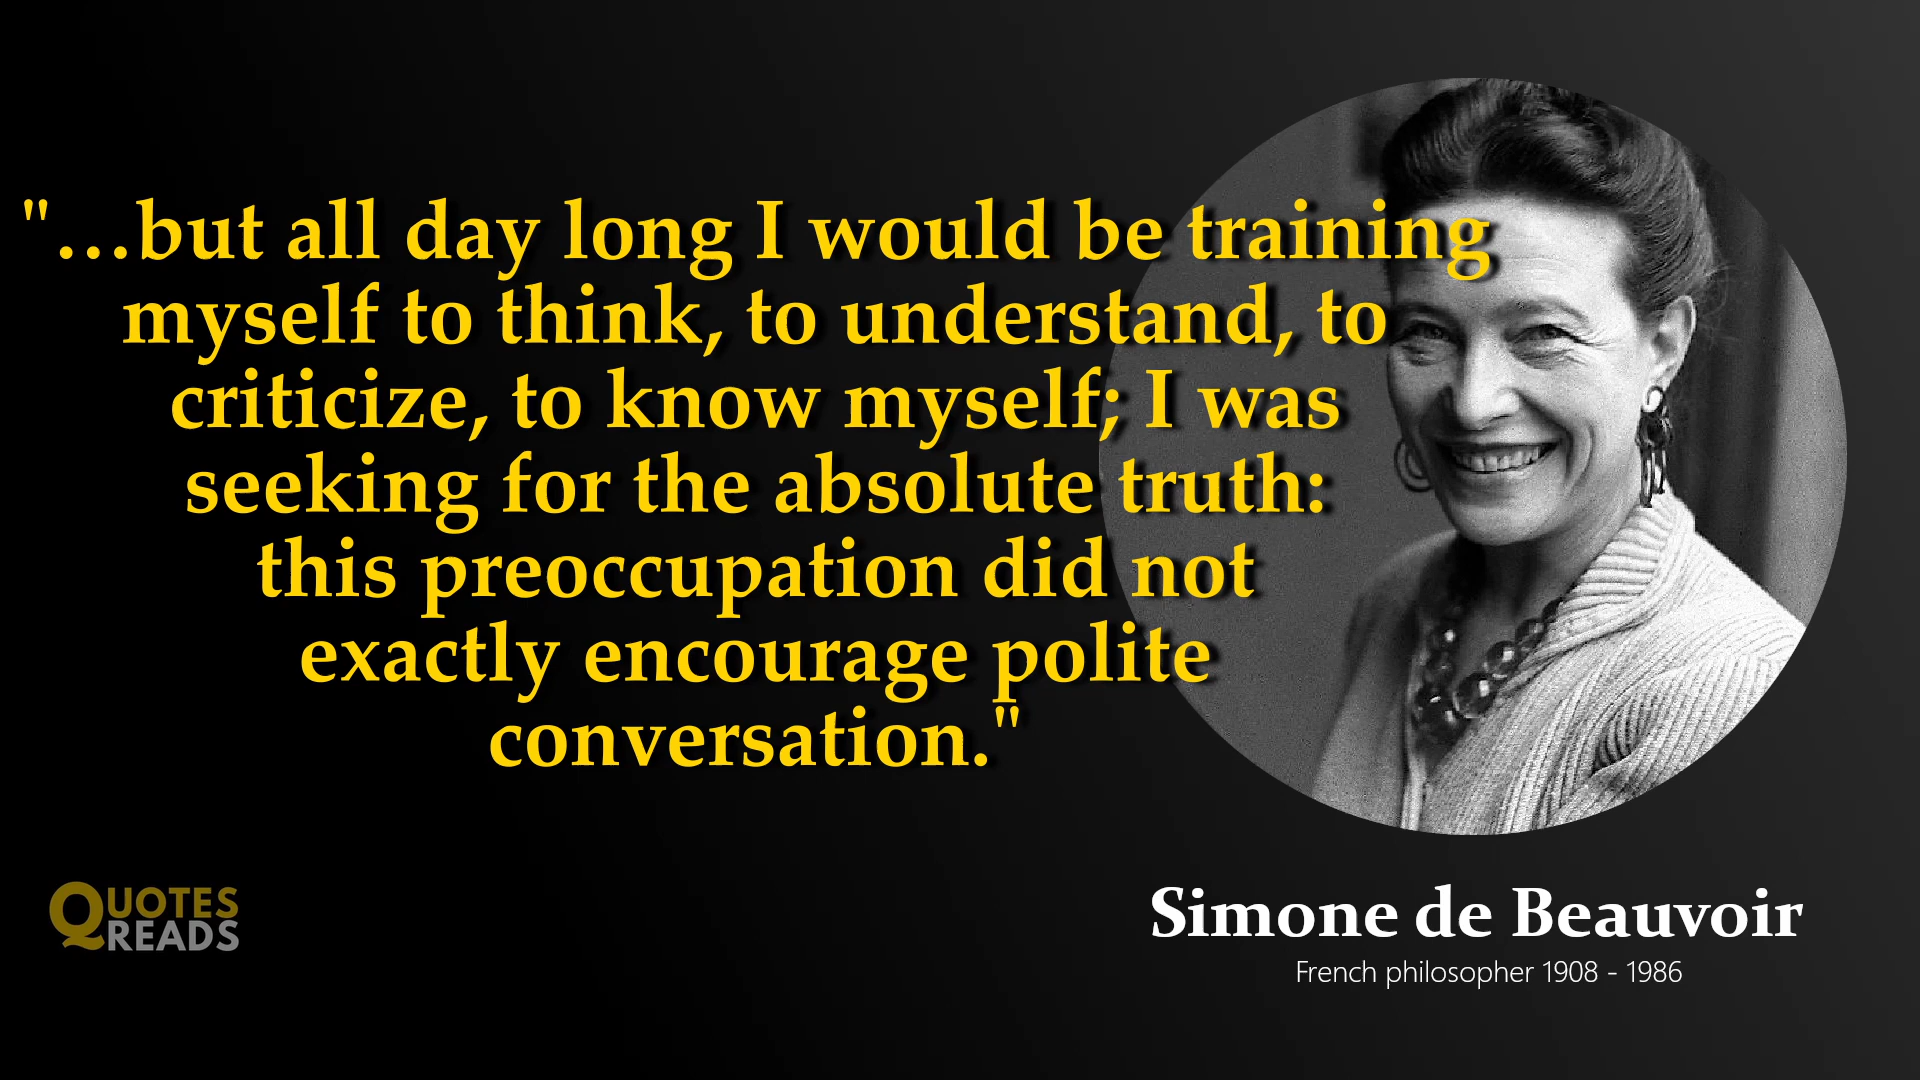 "…but all day long I would be training
myself to think, to understand, to
criticize, to know myself; I was
seeking for the absolute truth:
this preoccupation did not
exactly encourage polite
conversation."
QUOTES
READS
Simone de Beauvoir
French philosopher 1908 - 1986